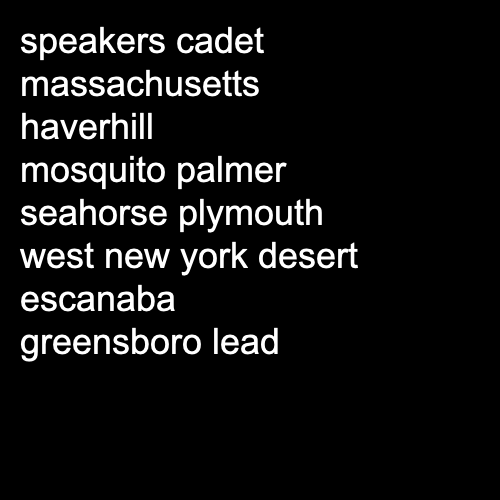 speakers cadet
massachusetts
haverhill
mosquito palmer
seahorse plymouth
west new york desert
escanaba
greensboro lead